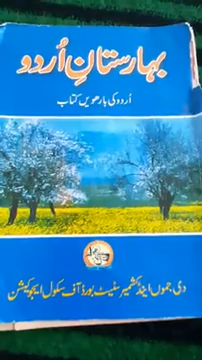 بہارستانِ اُردو
اُردو کی بارھویں کتاب
دی جموں اینڈ کشمیر سٹیٹ بورڈ آف سکول ایجوکیشن